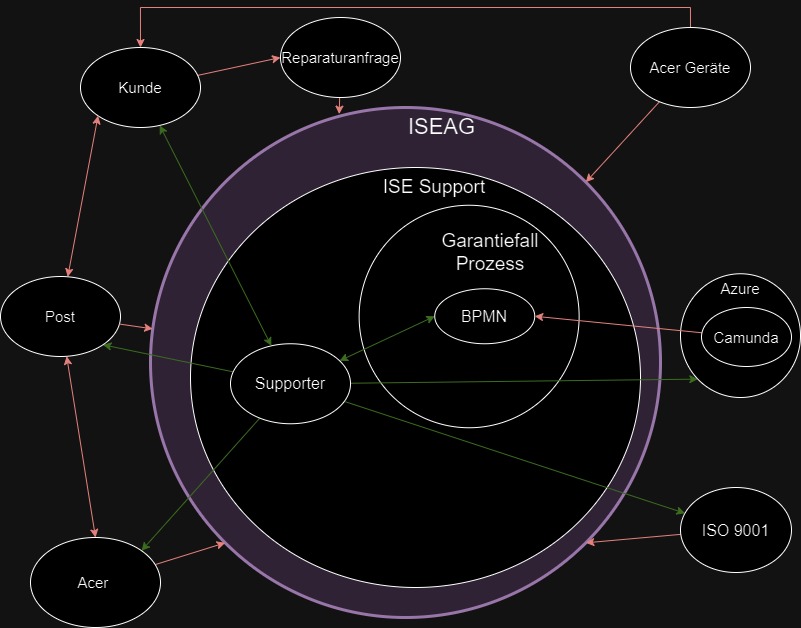 Reparaturanfrage
Acer Geräte
Kunde
ISEAG
ISE Support
Garantiefall
Prozess
Azure
Post
BPMN
Camunda
Supporter
ISO 9001
Acer